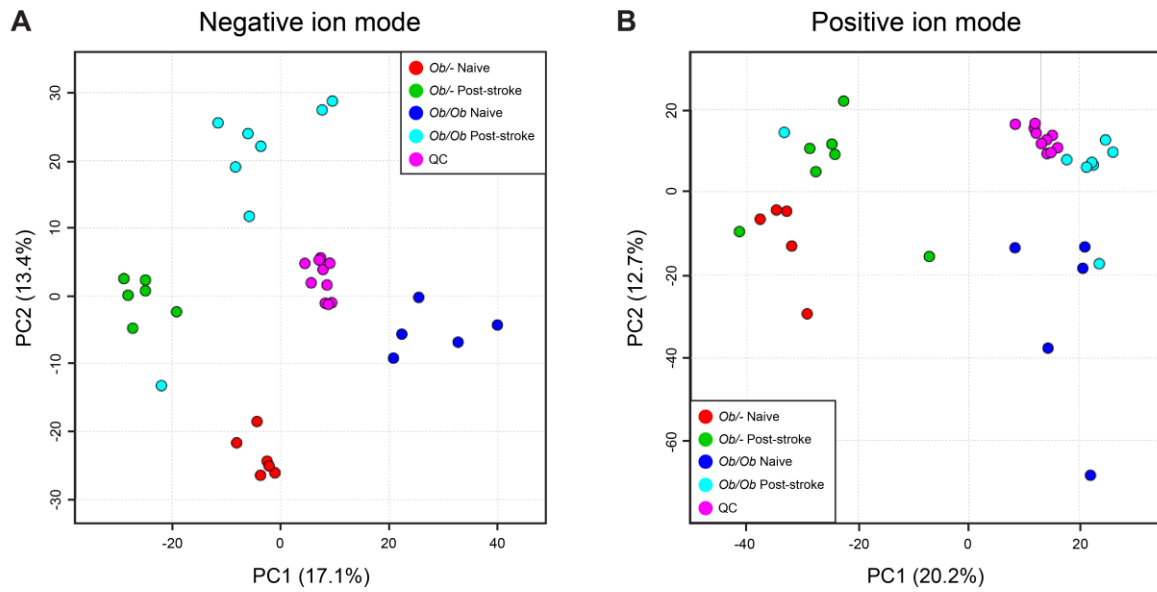 A
Negative ion mode
PC2 (13.4%)
30
20
10
0
-10
-20
-30
Ob/- Naive
Ob/- Post-stroke
Ob/Ob Naive
Ob/Ob Post-stroke
QC
-20
0
20
40
PC1 (17.1%)
B
Positive ion mode
PC2 (12.7%)
20
0
-20
-40
-60
Ob/- Naive
Ob/- Post-stroke
Ob/Ob Naive
Ob/Ob Post-stroke
QC
-40
-20
0
20
PC1 (20.2%)